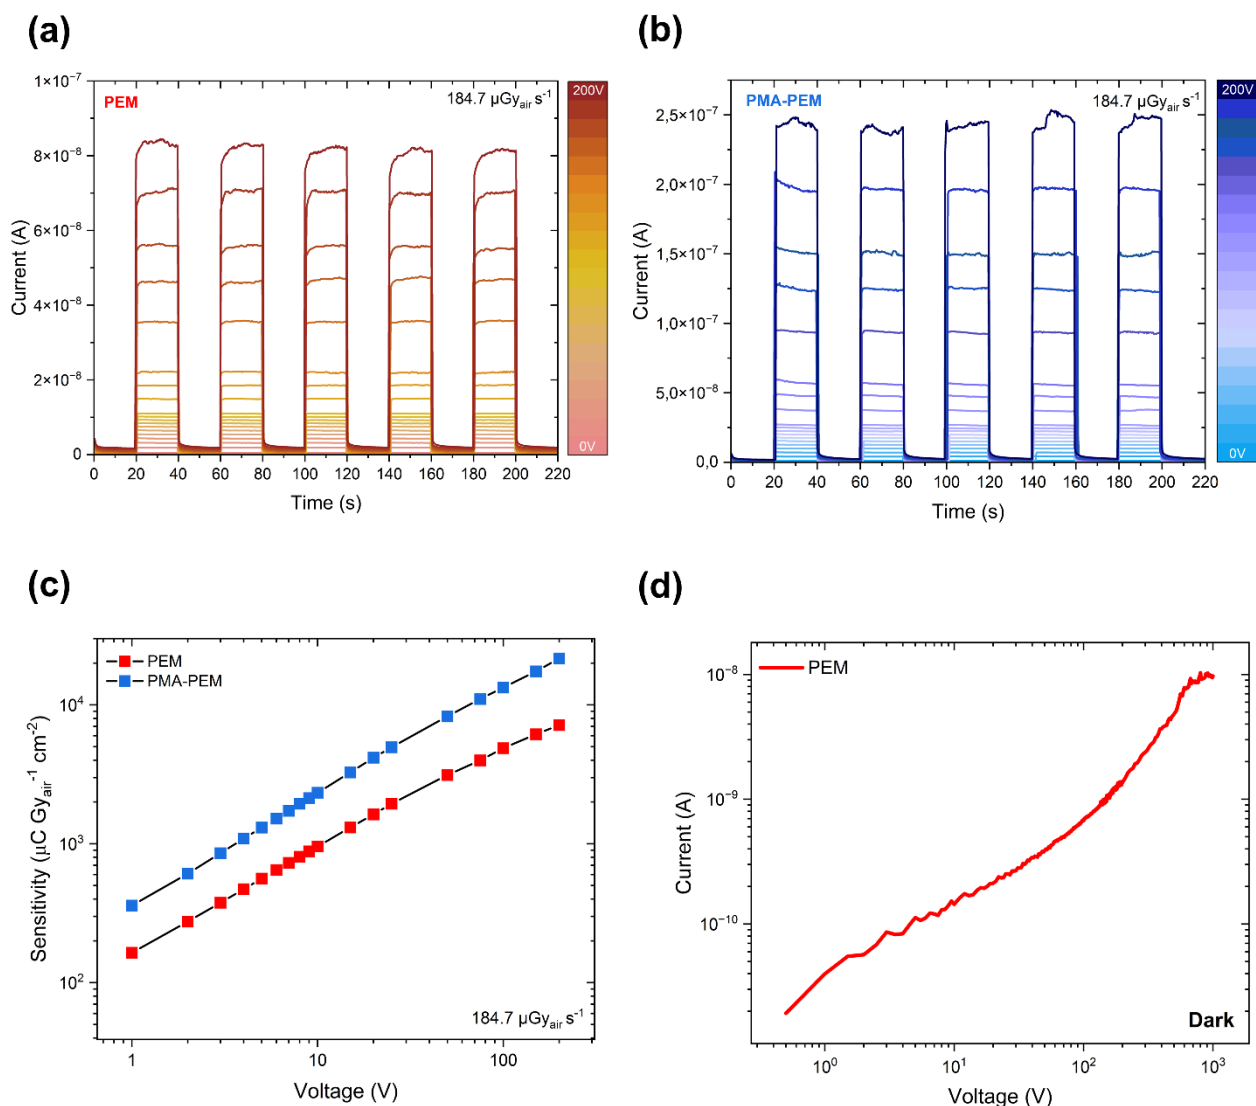 (a)
PEM
184.7 μGyair s⁻¹
200V
0V
1×10⁻⁷
8×10⁻⁸
6×10⁻⁸
4×10⁻⁸
2×10⁻⁸
0
Current (A)
0 20 40 60 80 100 120 140 160 180 200 220
Time (s)
(b)
PMA-PEM
184.7 μGyair s⁻¹
200V
0V
2,5×10⁻⁷
2,0×10⁻⁷
1,5×10⁻⁷
1,0×10⁻⁷
5,0×10⁻⁸
0,0
Current (A)
0 20 40 60 80 100 120 140 160 180 200 220
Time (s)
(c)
PEM
PMA-PEM
10⁴
10³
10²
Sensitivity (μC Gyair⁻¹ cm⁻²)
184.7 μGyair s⁻¹
1 10 100
Voltage (V)
(d)
PEM
10⁻⁸
10⁻⁹
10⁻¹⁰
Current (A)
Dark
10⁰ 10¹ 10² 10³
Voltage (V)